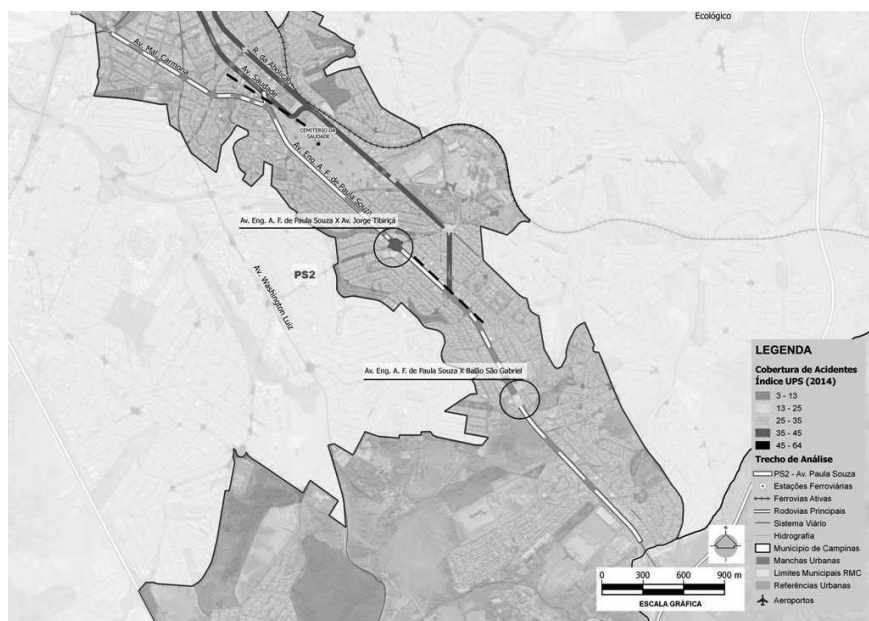 Ecológico
Av. Mal. Carmona
R. da Abolição
Av. Saudade
CEMITÉRIO DA
SAUDADE
Av. Eng. A. F. de Paula Souza
Av. Eng. A. F. de Paula Souza X Av. Jorge Tibiriçá
PS2
Av. Washington Luiz
Av. Eng. A. F. de Paula Souza X Balão São Gabriel
LEGENDA
Cobertura de Acidentes
Índice UPS (2014)
3 - 13
13 - 25
25 - 35
35 - 45
45 - 64
Trecho de Análise
PS2 - Av. Paula Souza
Estações Ferroviárias
Ferrovias Ativas
Rodovias Principais
Sistema Viário
Hidrografia
Município de Campinas
Manchas Urbanas
Limites Municipais RMC
Referências Urbanas
Aeroportos
0 300 600 900 m
ESCALA GRÁFICA